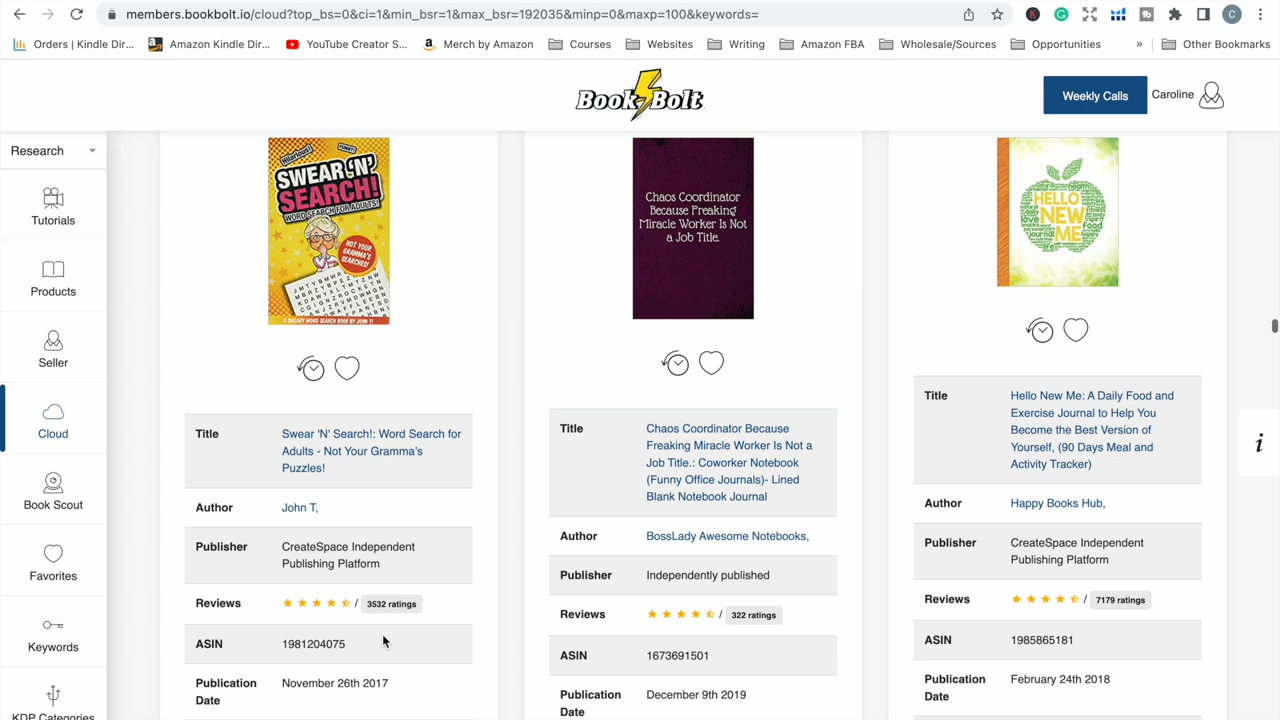 members.bookbolt.io/cloud?top_bs=0&ci=1&min_bsr=1&max_bsr=192035&minp=0&maxp=100&keywords=
K
G
C
Orders | Kindle Dir...
Amazon Kindle Dir...
YouTube Creator S...
Merch by Amazon
Courses
Websites
Writing
Amazon FBA
Wholesale/Sources
Opportunities
»
Other Bookmarks
Book Bolt
Weekly Calls
Caroline
Research
Tutorials
Products
Seller
Cloud
Book Scout
Favorites
Keywords
KDP Categories
Hilarious!
FUNNY!
SWEAR 'N'
SEARCH!
WORD SEARCH FOR ADULTS!
NOT YOUR
GRAMMA'S
SEARCHES!
A SWEARY WORD SEARCH BOOK BY JOHN T!
Title
Swear 'N' Search!: Word Search for
Adults - Not Your Gramma's
Puzzles!
Author
John T,
Publisher
CreateSpace Independent
Publishing Platform
Reviews
/ 3532 ratings
ASIN
1981204075
Publication
Date
November 26th 2017
Chaos Coordinator
Because Freaking
Miracle Worker Is Not
a Job Title.
Title
Chaos Coordinator Because
Freaking Miracle Worker Is Not a
Job Title.: Coworker Notebook
(Funny Office Journals)- Lined
Blank Notebook Journal
Author
BossLady Awesome Notebooks,
Publisher
Independently published
Reviews
/ 322 ratings
ASIN
1673691501
Publication
Date
December 9th 2019
HELLO
NEW
ME
food
Title
Hello New Me: A Daily Food and
Exercise Journal to Help You
Become the Best Version of
Yourself, (90 Days Meal and
Activity Tracker)
Author
Happy Books Hub,
Publisher
CreateSpace Independent
Publishing Platform
Reviews
/ 7179 ratings
ASIN
1985865181
Publication
Date
February 24th 2018
i